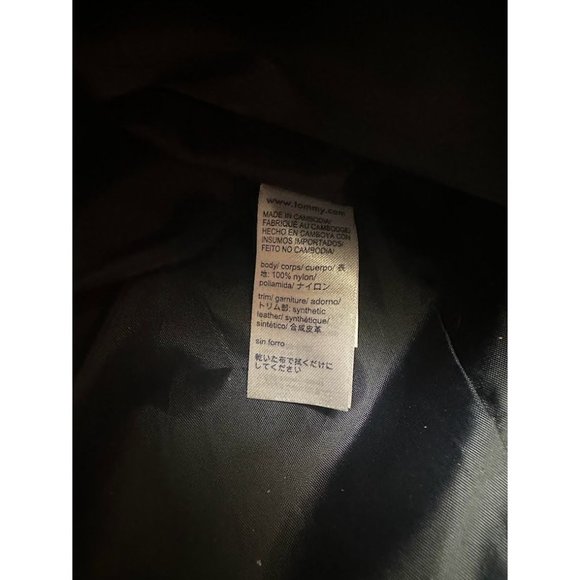 www.tommy.com
MADE IN CAMBODIA/
FABRIQUÉ AU CAMBODGE/
HECHO EN CAMBOYA CON
INSUMOS IMPORTADOS/
FEITO NO CAMBODIA/
body/ corps/ cuerpo/ 表
地: 100% nylon/
poliamida/ ナイロン
trim/ garniture/ adorno/
トリム部: synthetic
leather/ synthétique/
sintético/ 合成皮革
sin forro
乾いた布で拭くだけに
してください